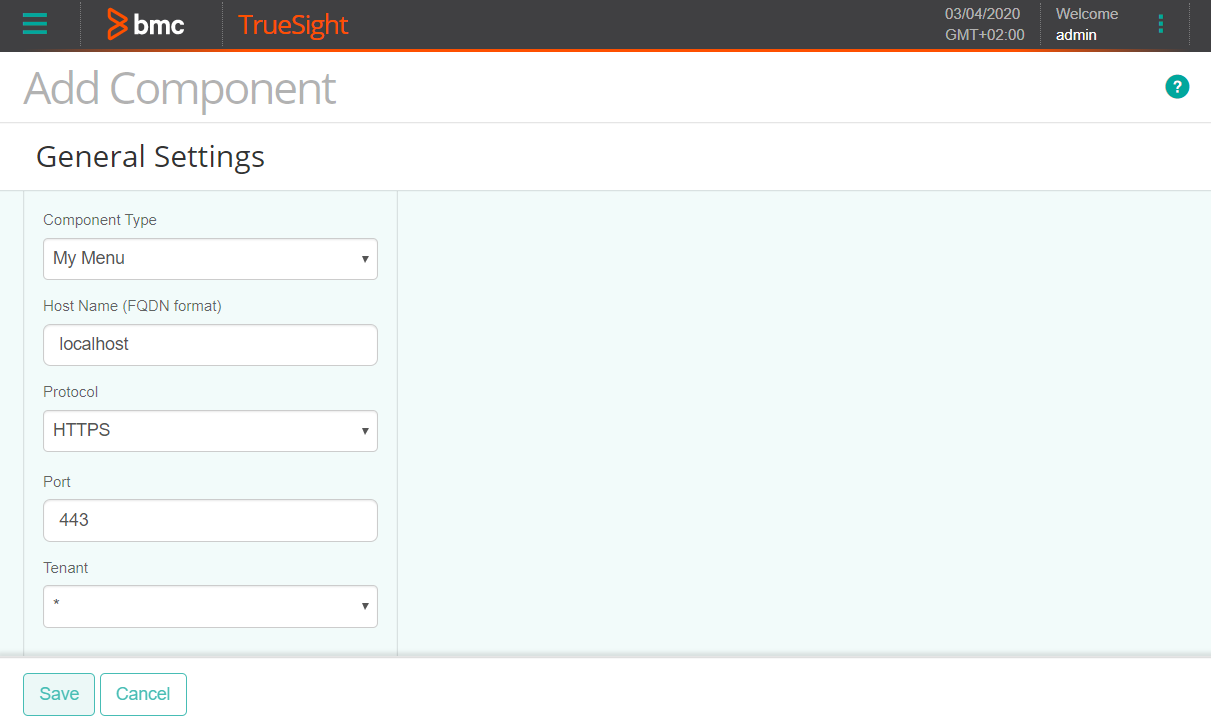 bmc
TrueSight
03/04/2020
GMT+02:00
Welcome
admin
Add Component
?
General Settings
Component Type
My Menu
Host Name (FQDN format)
localhost
Protocol
HTTPS
Port
443
Tenant
*
Save
Cancel